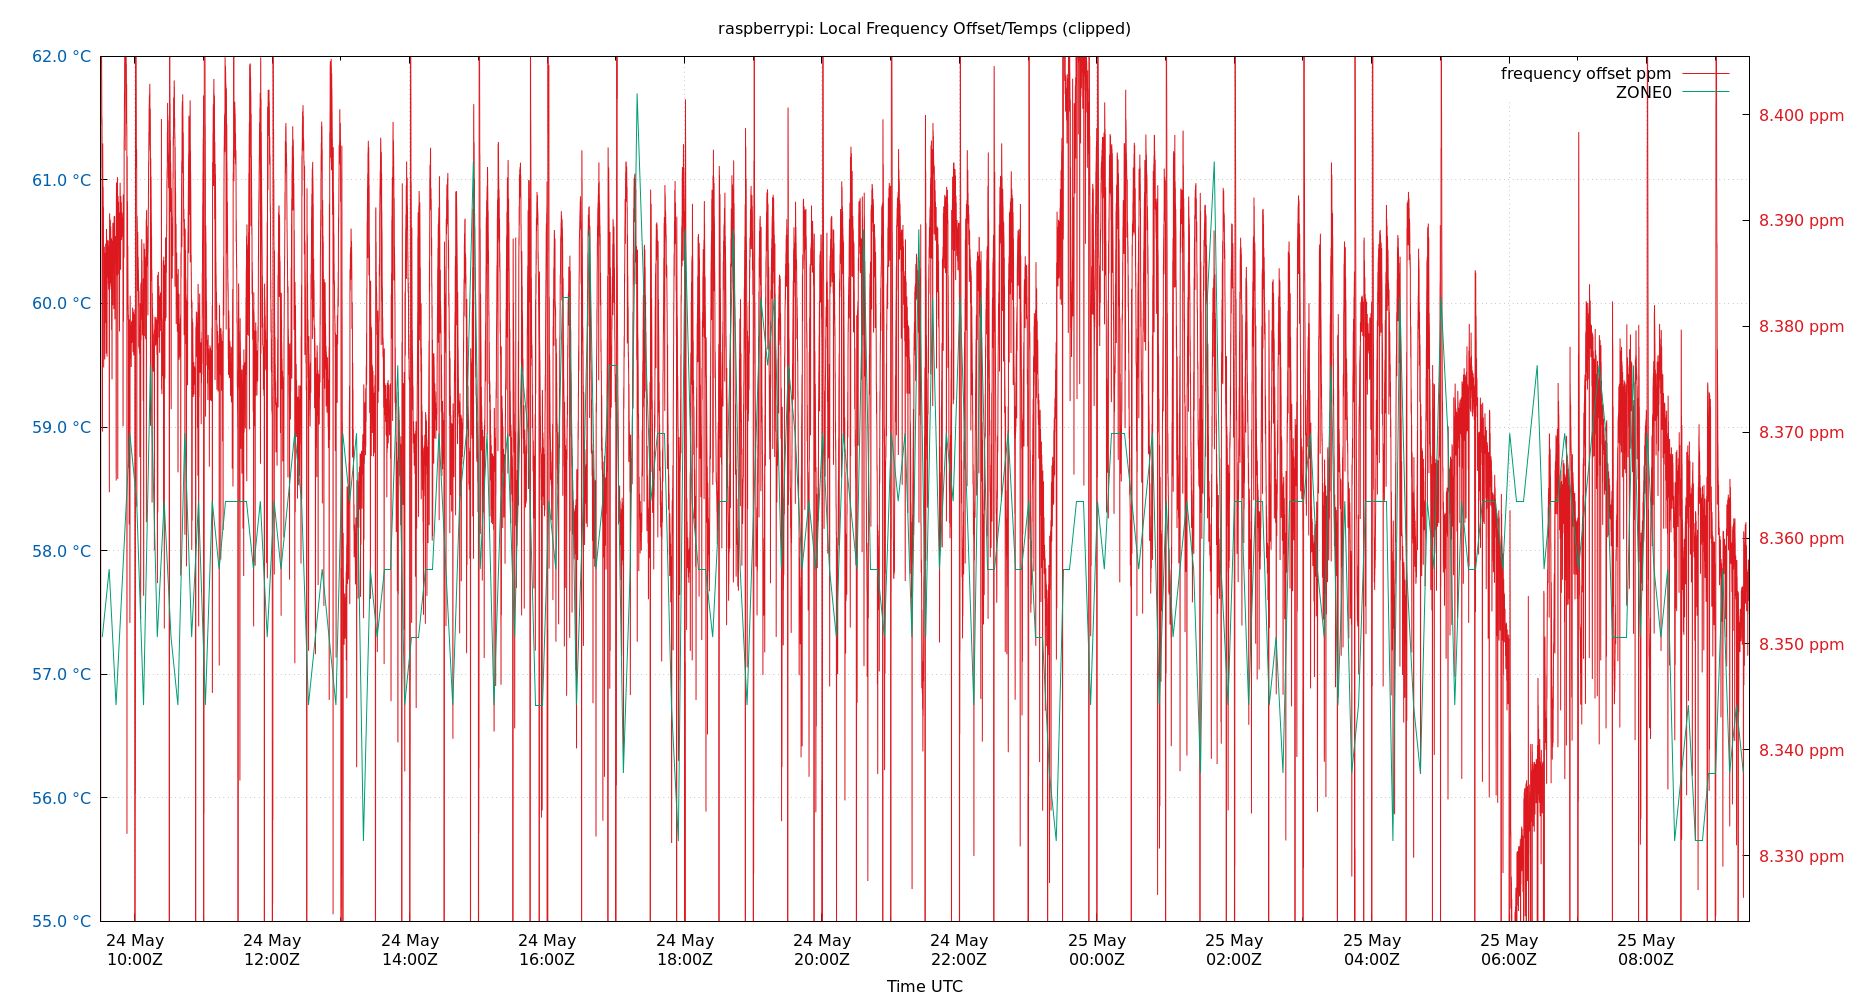 raspberrypi: Local Frequency Offset/Temps (clipped)
62.0 °C
61.0 °C
60.0 °C
59.0 °C
58.0 °C
57.0 °C
56.0 °C
55.0 °C
frequency offset ppm
ZONE0
8.400 ppm
8.390 ppm
8.380 ppm
8.370 ppm
8.360 ppm
8.350 ppm
8.340 ppm
8.330 ppm
24 May 24 May 24 May 24 May 24 May 24 May 24 May 25 May 25 May 25 May 25 May 25 May
10:00Z 12:00Z 14:00Z 16:00Z 18:00Z 20:00Z 22:00Z 00:00Z 02:00Z 04:00Z 06:00Z 08:00Z
Time UTC